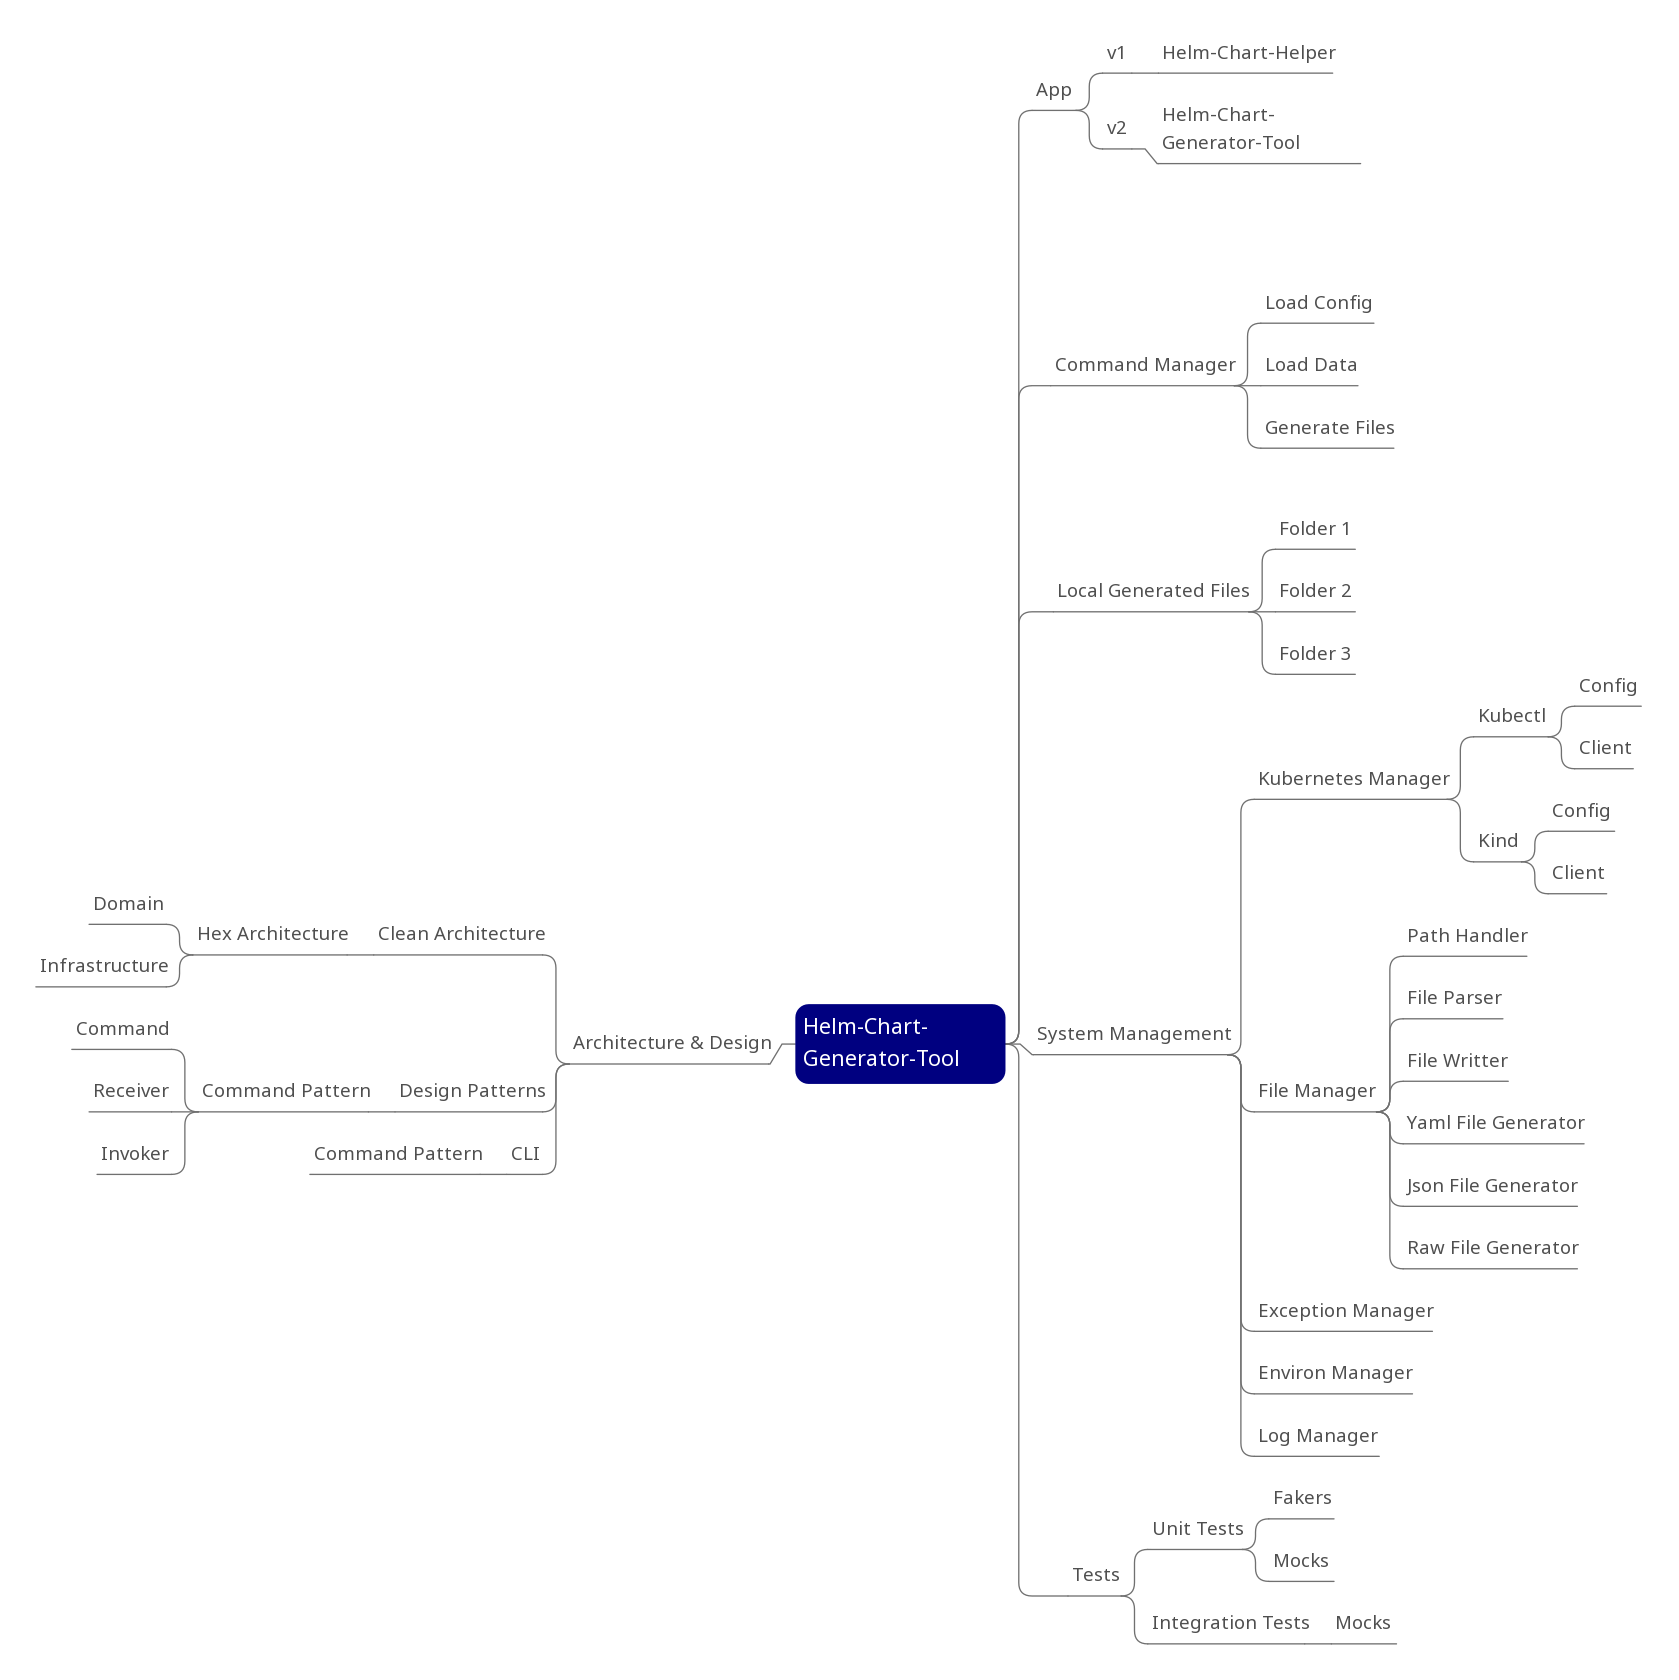 v1
Helm-Chart-Helper
App
v2
Helm-Chart-
Generator-Tool
Load Config
Command Manager
Load Data
Generate Files
Folder 1
Local Generated Files
Folder 2
Folder 3
Config
Kubectl
Client
Kubernetes Manager
Config
Kind
Client
Domain
Hex Architecture
Clean Architecture
Infrastructure
Command
Receiver
Command Pattern
Design Patterns
Invoker
Command Pattern
CLI
Architecture & Design
Helm-Chart-
Generator-Tool
System Management
Path Handler
File Parser
File Writter
File Manager
Yaml File Generator
Json File Generator
Raw File Generator
Exception Manager
Environ Manager
Log Manager
Fakers
Unit Tests
Mocks
Tests
Integration Tests
Mocks